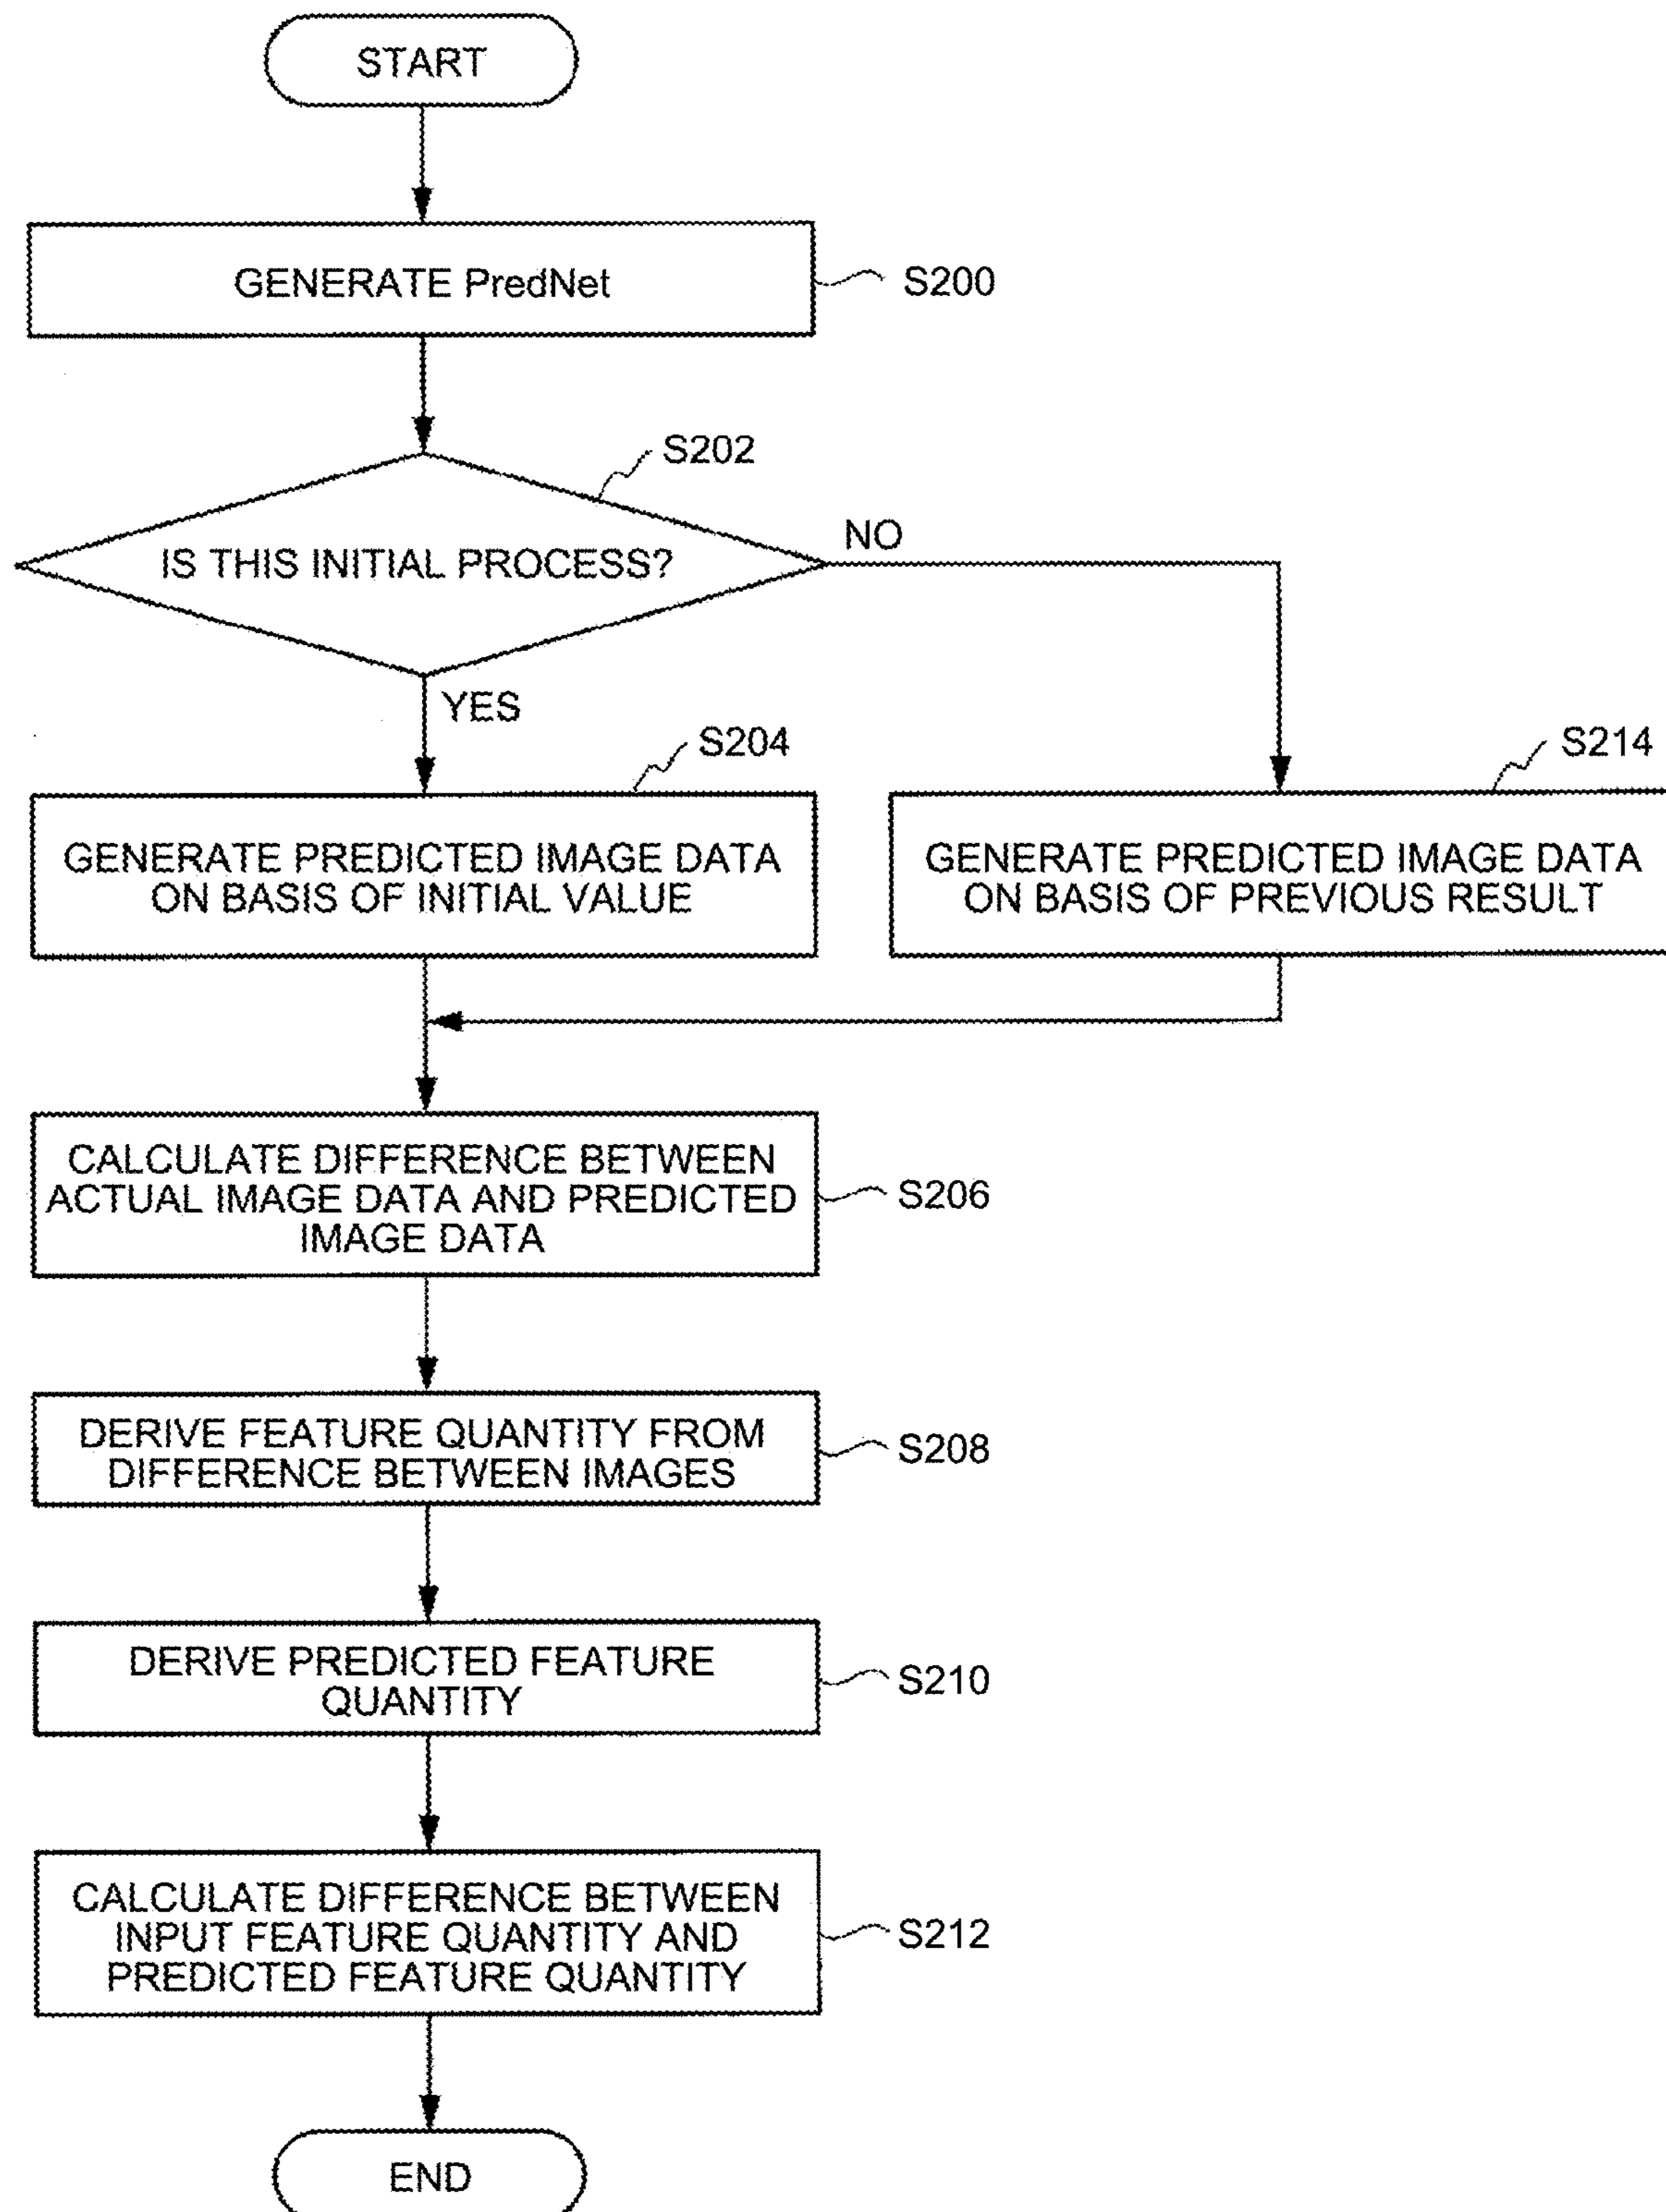 START
GENERATE PredNet
S200
S202
IS THIS INITIAL PROCESS?
NO
YES
S204
S214
GENERATE PREDICTED IMAGE DATA
ON BASIS OF INITIAL VALUE
GENERATE PREDICTED IMAGE DATA
ON BASIS OF PREVIOUS RESULT
CALCULATE DIFFERENCE BETWEEN
ACTUAL IMAGE DATA AND PREDICTED
IMAGE DATA
S206
DERIVE FEATURE QUANTITY FROM
DIFFERENCE BETWEEN IMAGES
S208
DERIVE PREDICTED FEATURE
QUANTITY
S210
CALCULATE DIFFERENCE BETWEEN
INPUT FEATURE QUANTITY AND
PREDICTED FEATURE QUANTITY
S212
END